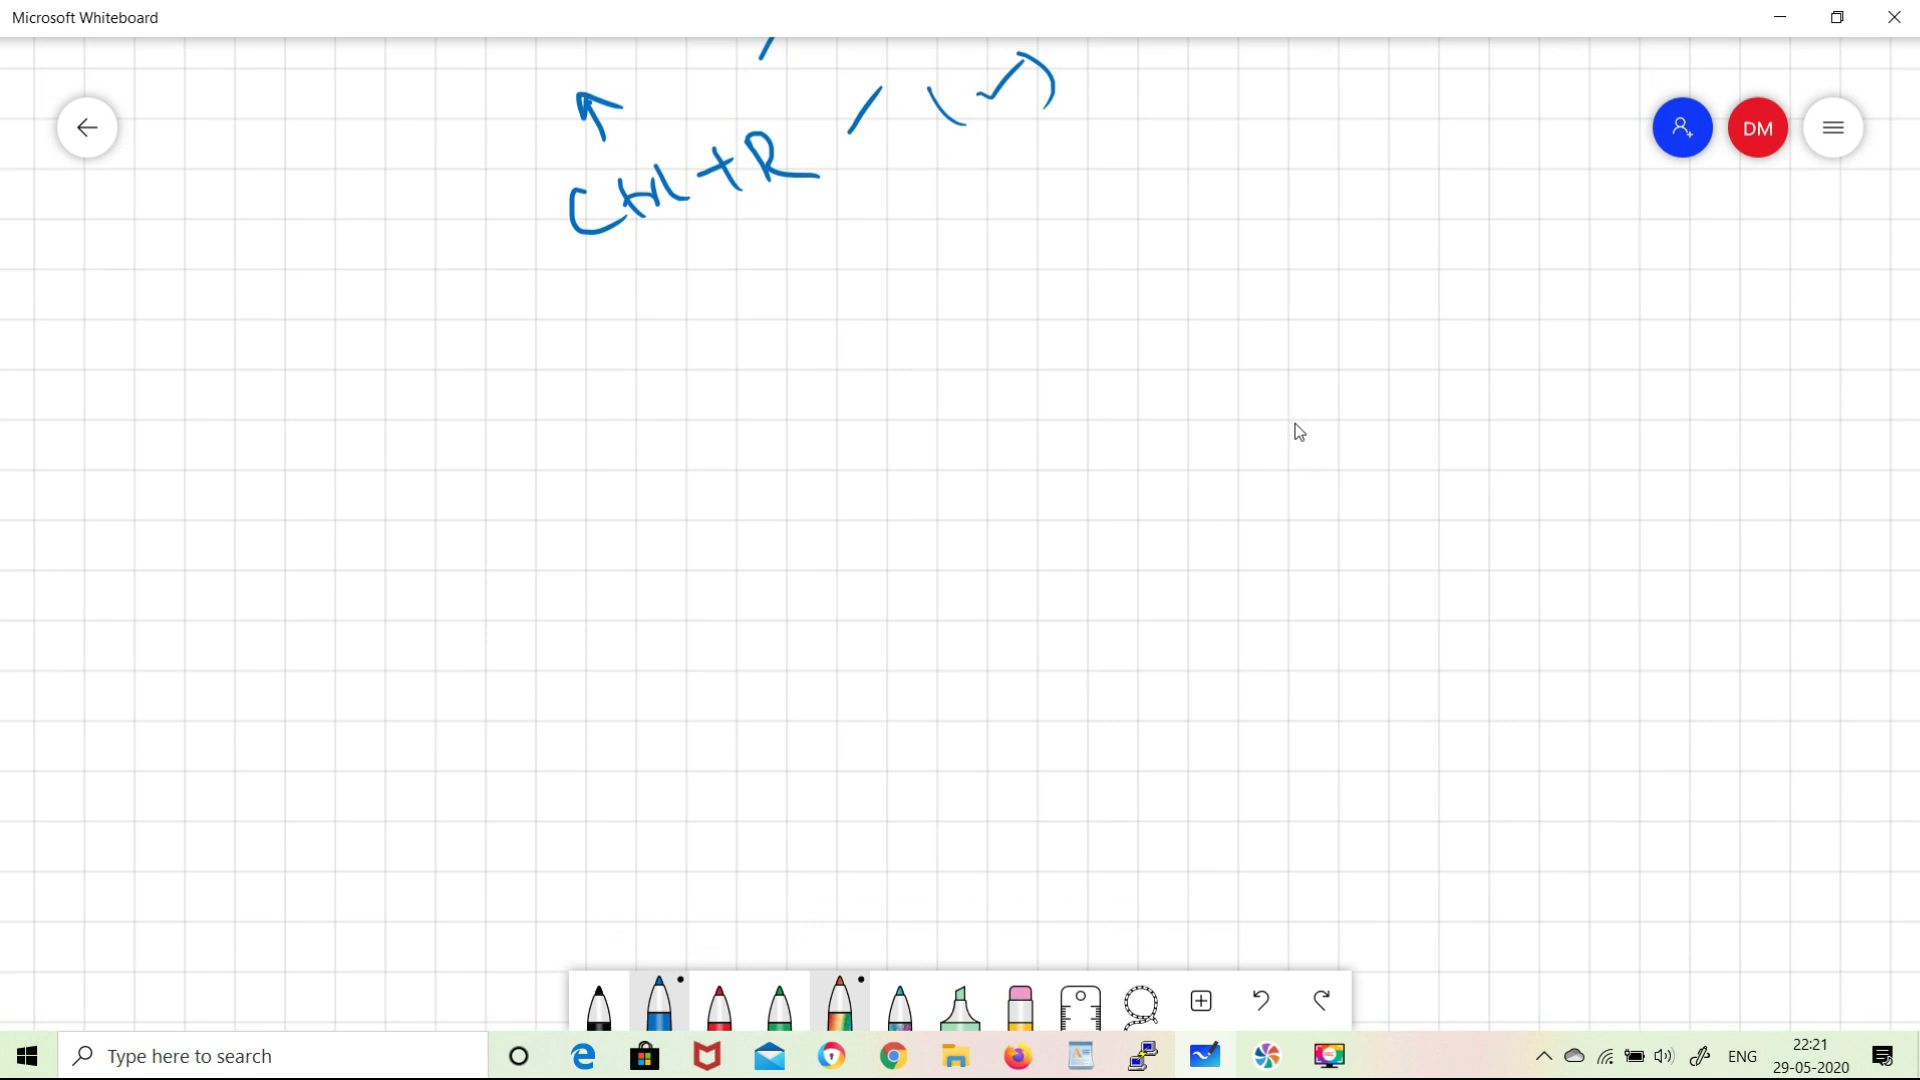 Microsoft Whiteboard
DM
Ctrl + R
Type here to search
ENG
22:21
29-05-2020